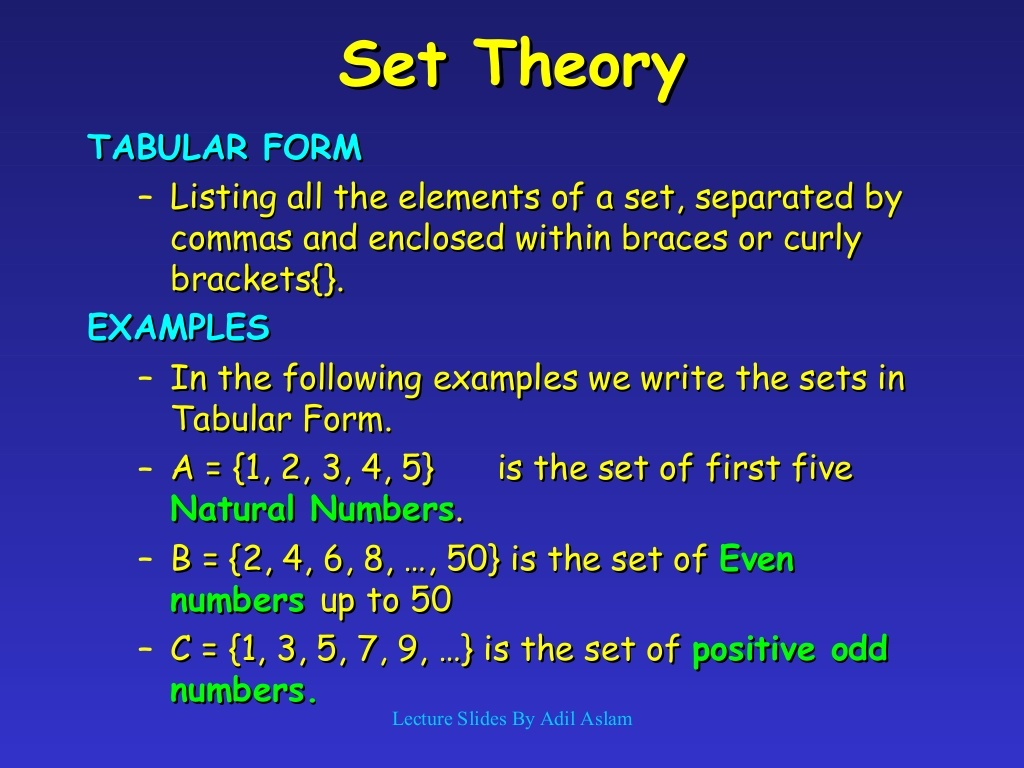 Set Theory
TABULAR FORM
– Listing all the elements of a set, separated by
commas and enclosed within braces or curly
brackets{}.
EXAMPLES
– In the following examples we write the sets in
Tabular Form.
– A = {1, 2, 3, 4, 5} is the set of first five
Natural Numbers.
– B = {2, 4, 6, 8, …, 50} is the set of Even
numbers up to 50
– C = {1, 3, 5, 7, 9, …} is the set of positive odd
numbers.
Lecture Slides By Adil Aslam